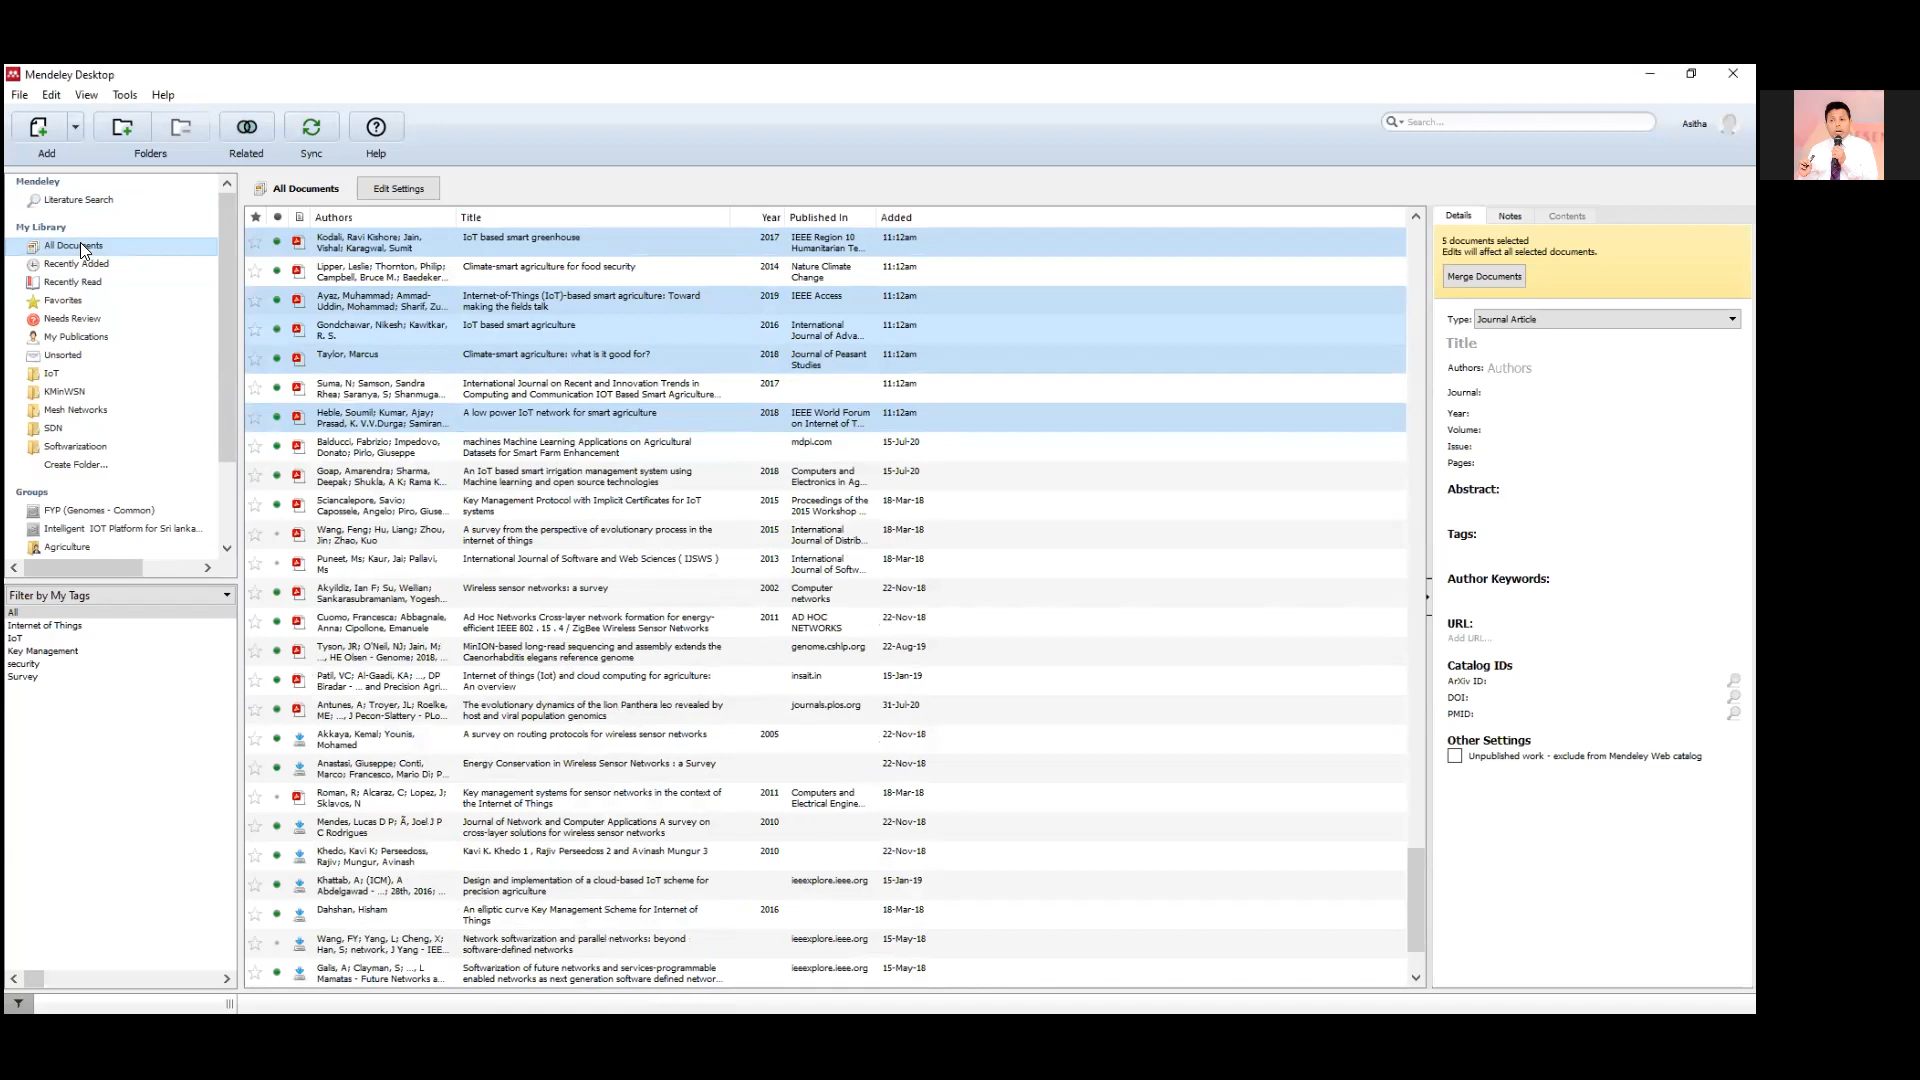 Mendeley Desktop
File Edit View Tools Help
Search...
Asitha
Add Folders Related Sync Help
Mendeley
Literature Search
My Library
All Documents
Recently Added
Recently Read
Favorites
Needs Review
My Publications
Unsorted
IoT
KMinWSN
Mesh Networks
SDN
Softwarizatioon
Create Folder...
Groups
FYP (Genomes - Common)
Intelligent IOT Platform for Sri lanka...
Agriculture
Filter by My Tags
All
Internet of Things
IoT
Key Management
security
Survey
All Documents Edit Settings
Authors Title Year Published In Added
Kodali, Ravi Kishore; Jain, IoT based smart greenhouse 2017 IEEE Region 10 11:12am
Vishal; Karagwal, Sumit Humanitarian Te...
Lipper, Leslie; Thornton, Philip; Climate-smart agriculture for food security 2014 Nature Climate 11:12am
Campbell, Bruce M.; Baedeker... Change
Ayaz, Muhammad; Ammad- Internet-of-Things (IoT)-based smart agriculture: Toward 2019 IEEE Access 11:12am
Uddin, Mohammad; Sharif, Zu... making the fields talk
Gondchawar, Nikesh; Kawitkar, IoT based smart agriculture 2016 International 11:12am
R. S. Journal of Adva...
Taylor, Marcus Climate-smart agriculture: what is it good for? 2018 Journal of Peasant 11:12am
Studies
Suma, N; Samson, Sandra International Journal on Recent and Innovation Trends in 2017 11:12am
Rhea; Saranya, S; Shanmuga... Computing and Communication IOT Based Smart Agriculture...
Heble, Soumil; Kumar, Ajay; A low power IoT network for smart agriculture 2018 IEEE World Forum 11:12am
Prasad, K. V.V.Durga; Samiran... on Internet of T...
Balducci, Fabrizio; Impedovo, machines Machine Learning Applications on Agricultural mdpi.com 15-Jul-20
Donato; Pirlo, Giuseppe Datasets for Smart Farm Enhancement
Goap, Amarendra; Sharma, An IoT based smart irrigation management system using 2018 Computers and 15-Jul-20
Deepak; Shukla, A K; Rama K... Machine learning and open source technologies Electronics in Ag...
Sciancalepore, Savio; Key Management Protocol with Implicit Certificates for IoT 2015 Proceedings of the 18-Mar-18
Capossele, Angelo; Piro, Giuse... systems 2015 Workshop ...
Wang, Feng; Hu, Liang; Zhou, A survey from the perspective of evolutionary process in the 2015 International 18-Mar-18
Jin; Zhao, Kuo internet of things Journal of Distrib...
Puneet, Ms; Kaur, Jai; Pallavi, International Journal of Software and Web Sciences ( IJSWS ) 2013 International 18-Mar-18
Ms Journal of Softw...
Akyildiz, Ian F; Su, Weilian; Wireless sensor networks: a survey 2002 Computer 22-Nov-18
Sankarasubramaniam, Yogesh... networks
Cuomo, Francesca; Abbagnale, Ad Hoc Networks Cross-layer network formation for energy- 2011 AD HOC 22-Nov-18
Anna; Cipollone, Emanuele efficient IEEE 802 . 15 . 4 / ZigBee Wireless Sensor Networks NETWORKS
Tyson, JR; O'Neil, NJ; Jain, M; MinION-based long-read sequencing and assembly extends the genome.cshlp.org 22-Aug-19
..., HE Olsen - Genome; 2018, ... Caenorhabditis elegans reference genome
Patil, VC; Al-Gaadi, KA; ..., DP Internet of things (Iot) and cloud computing for agriculture: insait.in 15-Jan-19
Biradar - ... and Precision Agri... An overview
Antunes, A; Troyer, JL; Roelke, The evolutionary dynamics of the lion Panthera leo revealed by journals.plos.org 31-Jul-20
ME; ..., J Pecon-Slattery - PLo... host and viral population genomics
Akkaya, Kemal; Younis, A survey on routing protocols for wireless sensor networks 2005 22-Nov-18
Mohamed
Anastasi, Giuseppe; Conti, Energy Conservation in Wireless Sensor Networks : a Survey 22-Nov-18
Marco; Francesco, Mario Di; P...
Roman, R; Alcaraz, C; Lopez, J; Key management systems for sensor networks in the context of 2011 Computers and 18-Mar-18
Sklavos, N the Internet of Things Electrical Engine...
Mendes, Lucas D P; Ã, Joel J P Journal of Network and Computer Applications A survey on 2010 22-Nov-18
C Rodrigues cross-layer solutions for wireless sensor networks
Khedo, Kavi K; Perseedoss, Kavi K. Khedo 1 , Rajiv Perseedoss 2 and Avinash Mungur 3 2010 22-Nov-18
Rajiv; Mungur, Avinash
Khattab, A; (ICM), A Design and implementation of a cloud-based IoT scheme for ieeexplore.ieee.org 15-Jan-19
Abdelgawad - ...; 28th, 2016; ... precision agriculture
Dahshan, Hisham An elliptic curve Key Management Scheme for Internet of 2016 18-Mar-18
Things
Wang, FY; Yang, L; Cheng, X; Network softwarization and parallel networks: beyond ieeexplore.ieee.org 15-May-18
Han, S; network, J Yang - IEE... software-defined networks
Galis, A; Clayman, S; ..., L Softwarization of future networks and services-programmable ieeexplore.ieee.org 15-May-18
Mamatas - Future Networks a... enabled networks as next generation software defined networ...
Details Notes Contents
5 documents selected
Edits will affect all selected documents.
Merge Documents
Type: Journal Article
Title
Authors: Authors
Journal:
Year:
Volume:
Issue:
Pages:
Abstract:
Tags:
Author Keywords:
URL:
Add URL...
Catalog IDs
ArXiv ID:
DOI:
PMID:
Other Settings
Unpublished work - exclude from Mendeley Web catalog